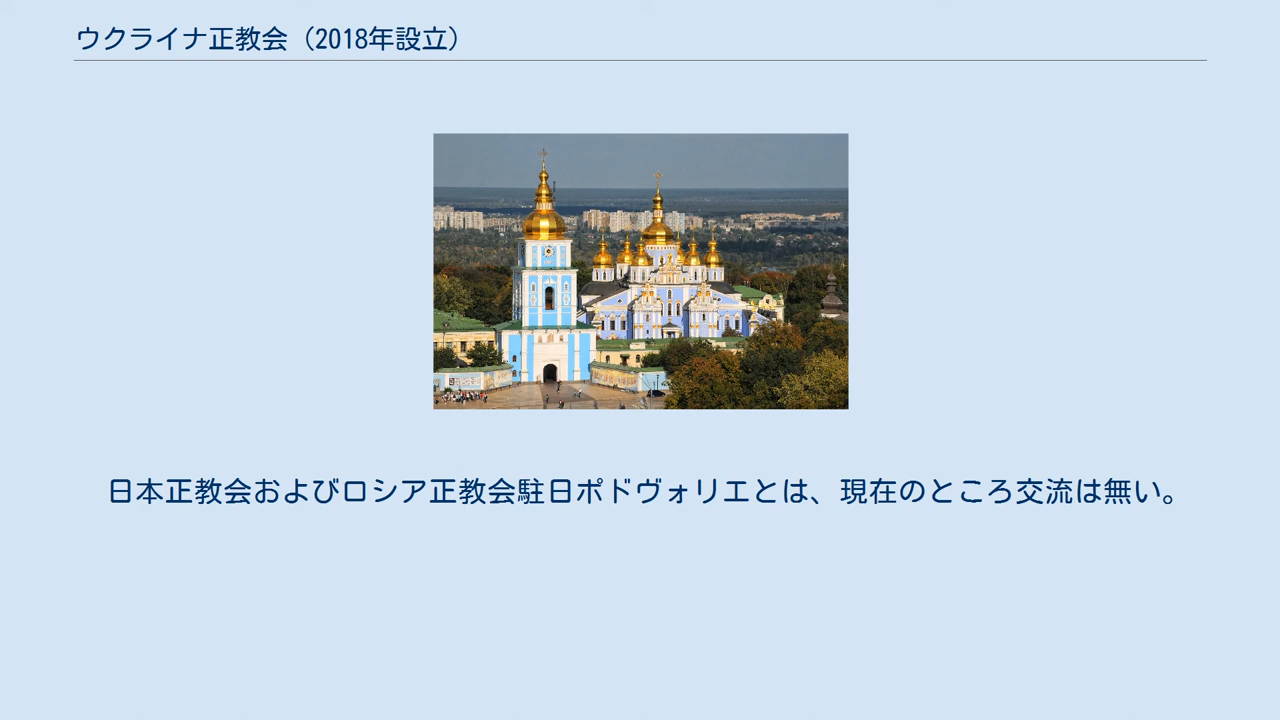 ウクライナ正教会（2018年設立）
日本正教会およびロシア正教会駐日ポドヴォリエとは、現在のところ交流は無い。